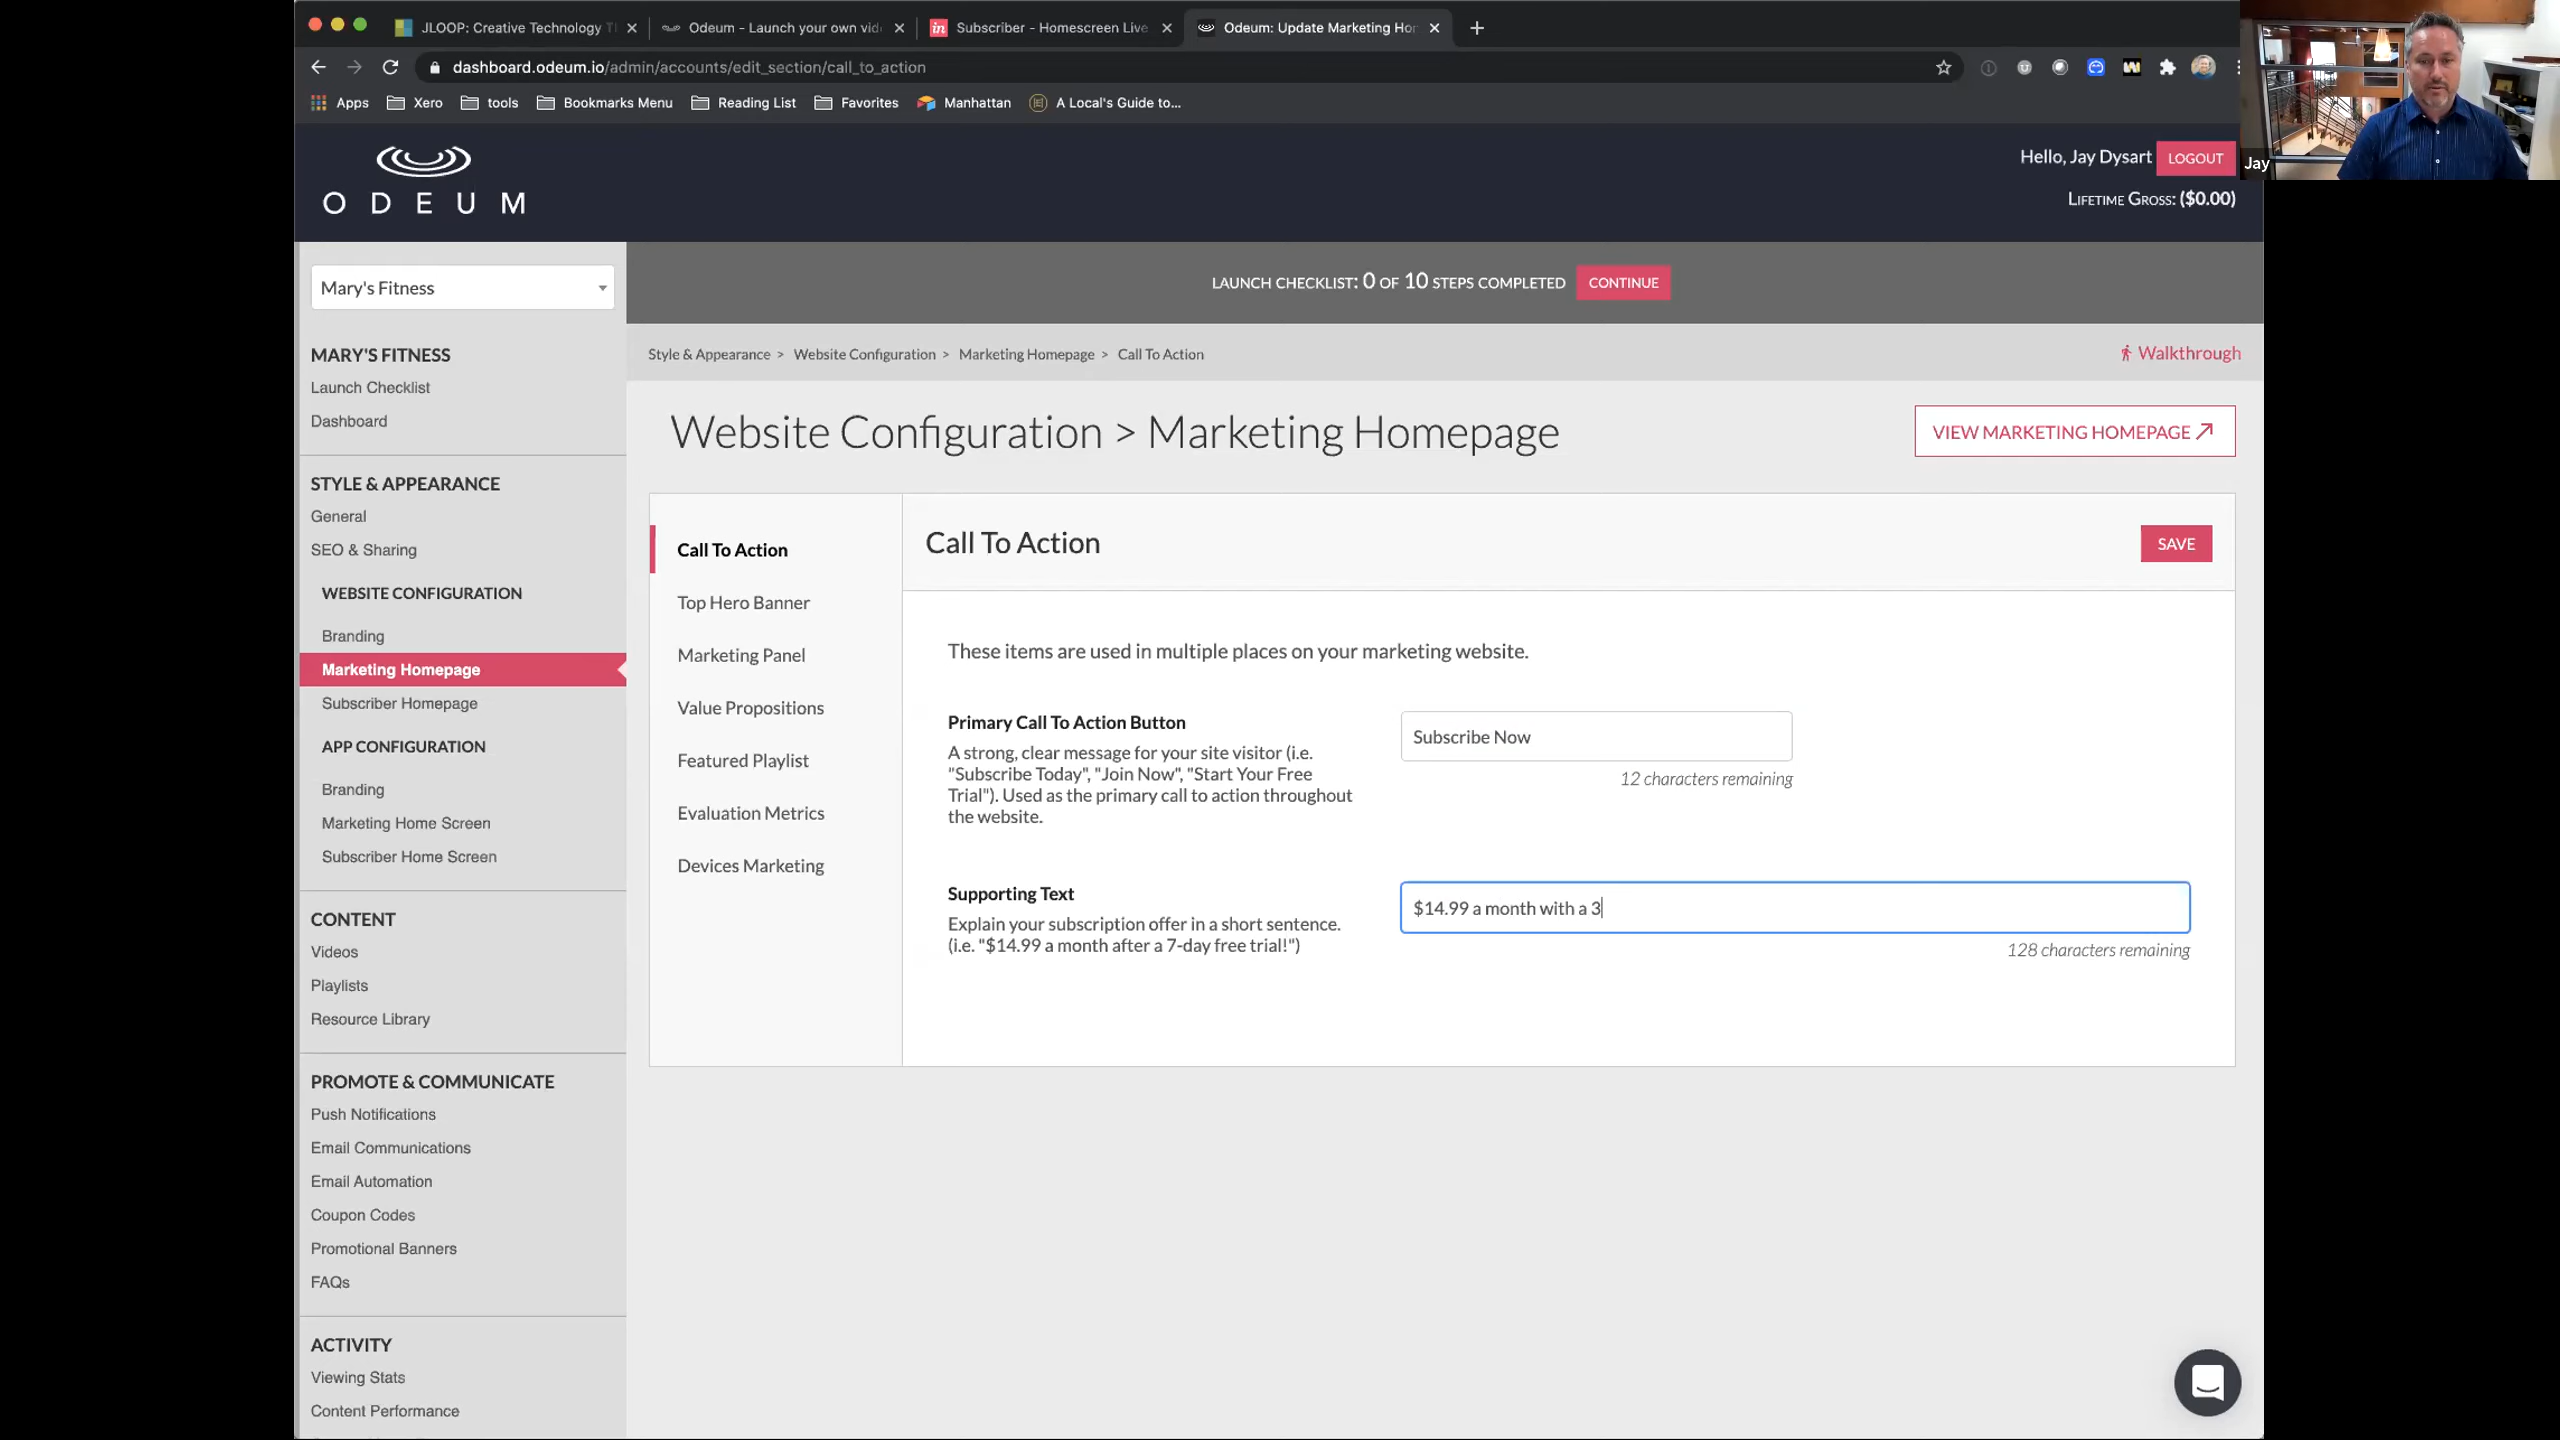 JLOOP: Creative Technology T
Odeum - Launch your own vid
Subscriber - Homescreen Live
Odeum: Update Marketing Ho
dashboard.odeum.io/admin/accounts/edit_section/call_to_action
Apps
Xero
tools
Bookmarks Menu
Reading List
Favorites
Manhattan
A Local's Guide to...
ODEUM
Hello, Jay Dysart
LOGOUT
LIFETIME GROSS: ($0.00)
Jay
Mary's Fitness
LAUNCH CHECKLIST: 0 OF 10 STEPS COMPLETED
CONTINUE
MARY'S FITNESS
Launch Checklist
Dashboard
STYLE & APPEARANCE
General
SEO & Sharing
WEBSITE CONFIGURATION
Branding
Marketing Homepage
Subscriber Homepage
APP CONFIGURATION
Branding
Marketing Home Screen
Subscriber Home Screen
CONTENT
Videos
Playlists
Resource Library
PROMOTE & COMMUNICATE
Push Notifications
Email Communications
Email Automation
Coupon Codes
Promotional Banners
FAQs
ACTIVITY
Viewing Stats
Content Performance
Style & Appearance > Website Configuration > Marketing Homepage > Call To Action
Walkthrough
Website Configuration > Marketing Homepage
VIEW MARKETING HOMEPAGE
Call To Action
Top Hero Banner
Marketing Panel
Value Propositions
Featured Playlist
Evaluation Metrics
Devices Marketing
Call To Action
SAVE
These items are used in multiple places on your marketing website.
Primary Call To Action Button
A strong, clear message for your site visitor (i.e.
"Subscribe Today", "Join Now", "Start Your Free
Trial"). Used as the primary call to action throughout
the website.
Subscribe Now
12 characters remaining
Supporting Text
Explain your subscription offer in a short sentence.
(i.e. "$14.99 a month after a 7-day free trial!")
$14.99 a month with a 3
128 characters remaining